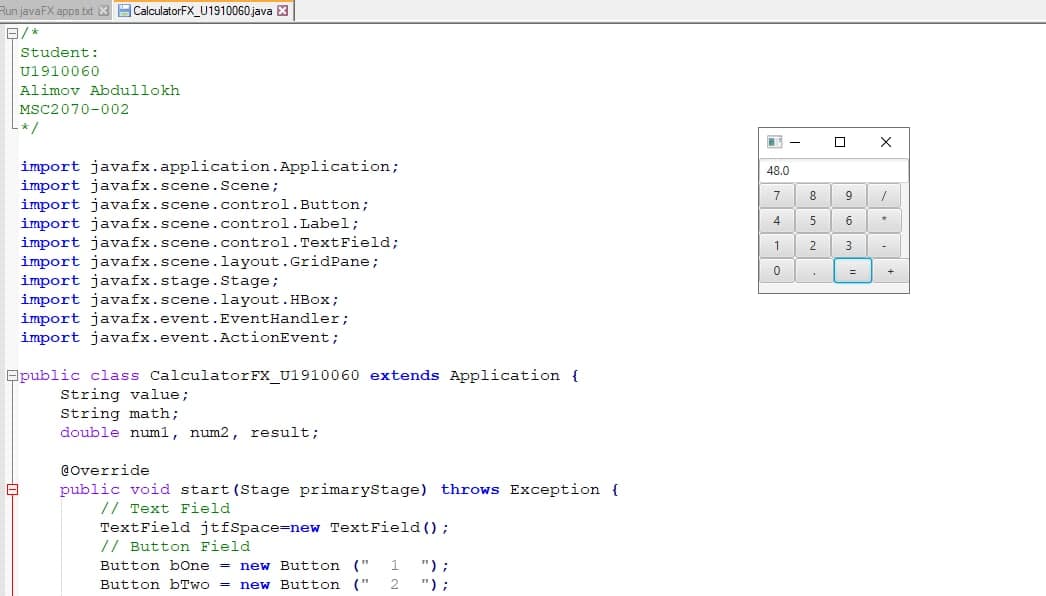 Run javaFX apps.txt CalculatorFX_U1910060.java
/*
Student:
U1910060
Alimov Abdullokh
MSC2070-002
*/
import javafx.application.Application;
import javafx.scene.Scene;
import javafx.scene.control.Button;
import javafx.scene.control.Label;
import javafx.scene.control.TextField;
import javafx.scene.layout.GridPane;
import javafx.stage.Stage;
import javafx.scene.layout.HBox;
import javafx.event.EventHandler;
import javafx.event.ActionEvent;
public class CalculatorFX_U1910060 extends Application {
String value;
String math;
double num1, num2, result;
@Override
public void start(Stage primaryStage) throws Exception {
// Text Field
TextField jtfSpace=new TextField();
// Button Field
Button bOne = new Button ("  1  ");
Button bTwo = new Button ("  2  ");
48.0
7 8 9 /
4 5 6 *
1 2 3 -
0 . = +